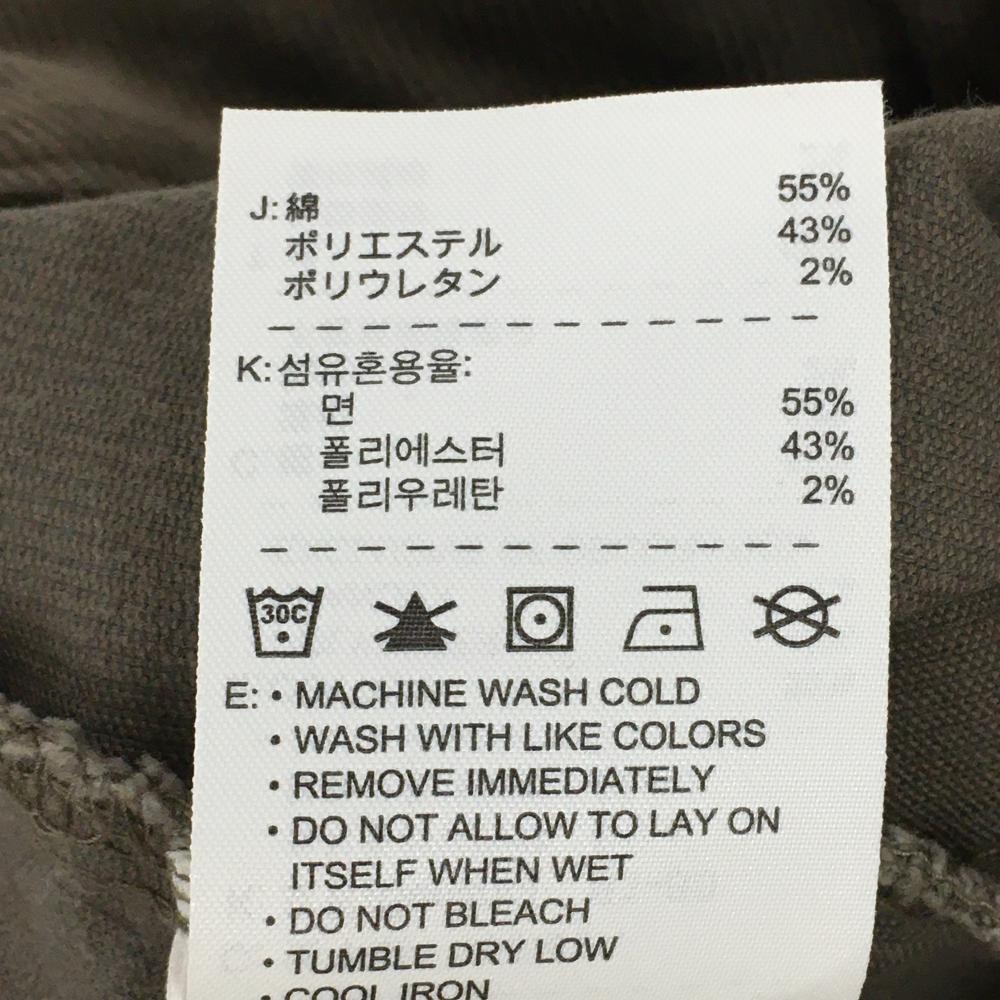 J: 綿 55%
ポリエステル 43%
ポリウレタン 2%
K: 섬유혼용율:
면 55%
폴리에스터 43%
폴리우레탄 2%
30C
E: • MACHINE WASH COLD
• WASH WITH LIKE COLORS
• REMOVE IMMEDIATELY
• DO NOT ALLOW TO LAY ON
ITSELF WHEN WET
• DO NOT BLEACH
• TUMBLE DRY LOW
• COOL IRON